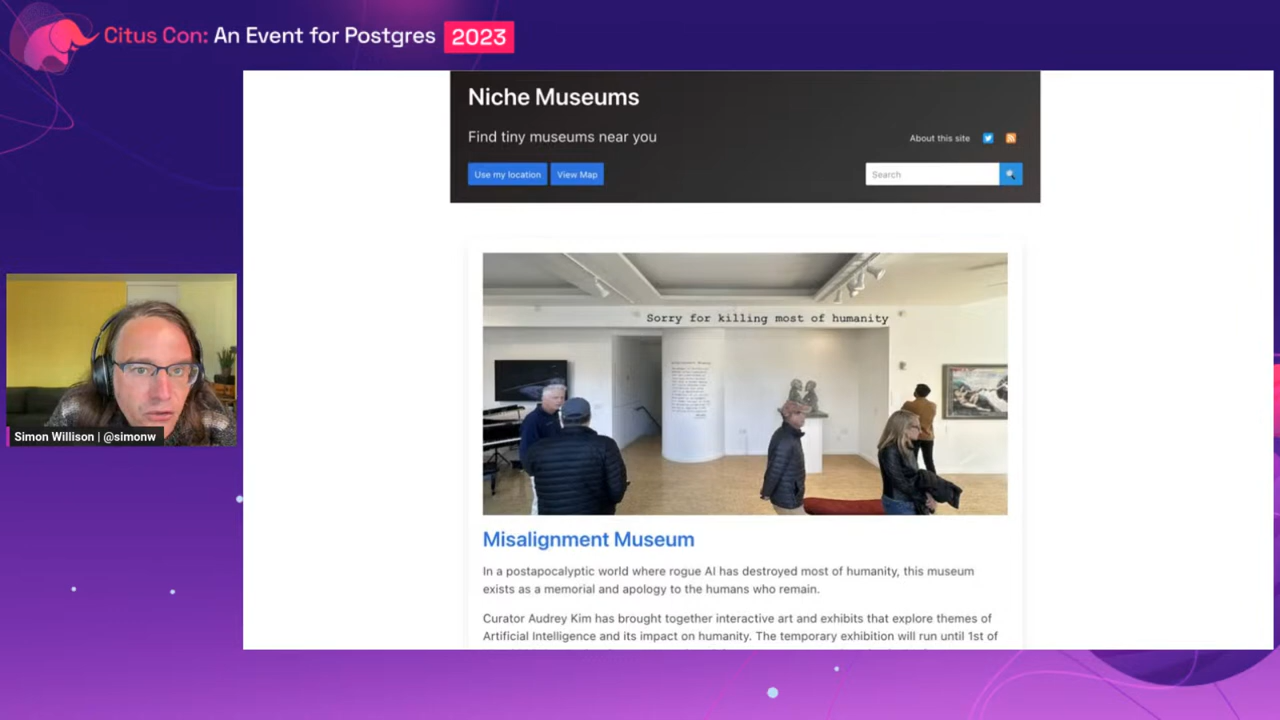 Citus Con: An Event for Postgres 2023
Niche Museums
Find tiny museums near you
About this site
Use my location
View Map
Search
Sorry for killing most of humanity
Simon Willison | @simonw
Misalignment Museum
In a postapocalyptic world where rogue AI has destroyed most of humanity, this museum
exists as a memorial and apology to the humans who remain.
Curator Audrey Kim has brought together interactive art and exhibits that explore themes of
Artificial Intelligence and its impact on humanity. The temporary exhibition will run until 1st of